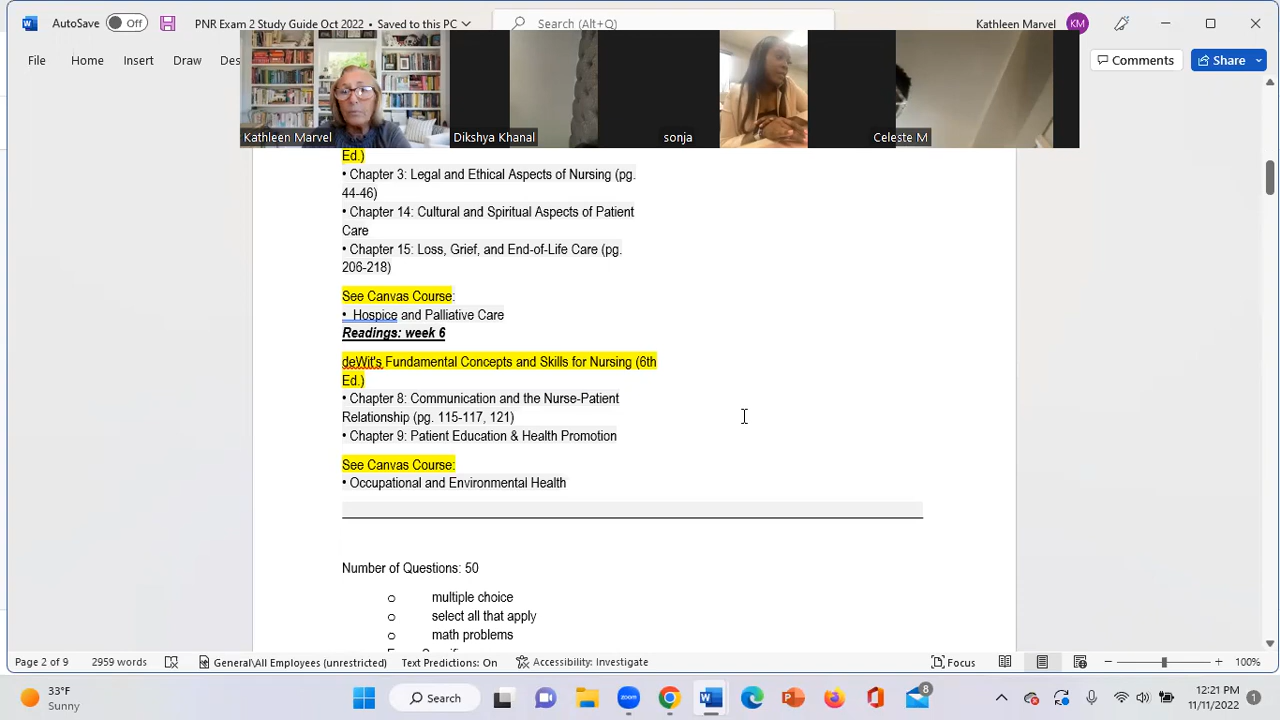 AutoSave
Off
PNR Exam 2 Study Guide Oct 2022 • Saved to this PC
Search (Alt+Q)
Kathleen Marvel
KM
File
Home
Insert
Draw
Des
Comments
Share
Kathleen Marvel
Dikshya Khanal
sonja
Celeste M
Ed.)
• Chapter 3: Legal and Ethical Aspects of Nursing (pg.
44-46)
• Chapter 14: Cultural and Spiritual Aspects of Patient
Care
• Chapter 15: Loss, Grief, and End-of-Life Care (pg.
206-218)
See Canvas Course:
• Hospice and Palliative Care
Readings: week 6
deWit's Fundamental Concepts and Skills for Nursing (6th
Ed.)
• Chapter 8: Communication and the Nurse-Patient
Relationship (pg. 115-117, 121)
• Chapter 9: Patient Education & Health Promotion
See Canvas Course:
• Occupational and Environmental Health
Number of Questions: 50
o multiple choice
o select all that apply
o math problems
Page 2 of 9
2959 words
General\All Employees (unrestricted)
Text Predictions: On
Accessibility: Investigate
Focus
100%
33°F
Sunny
Search
zoom
8
12:21 PM
11/11/2022
1